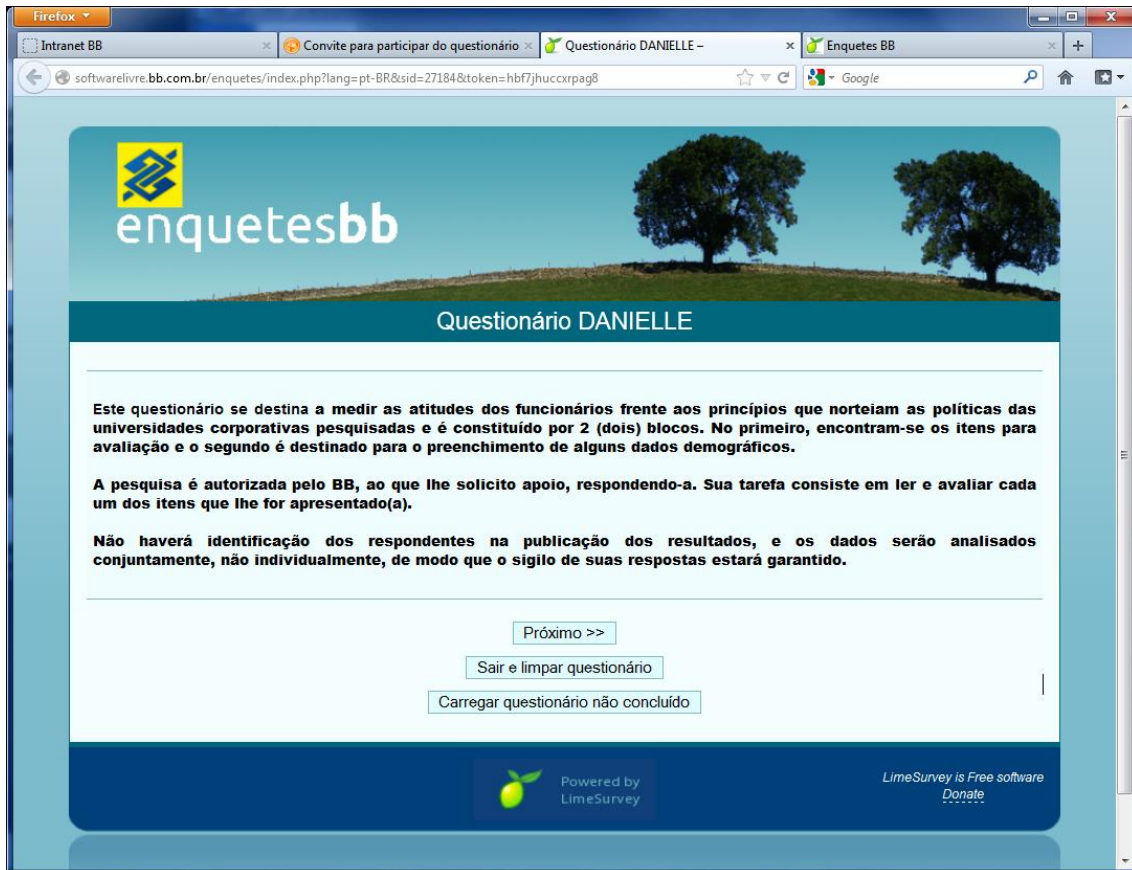 Firefox
Intranet BB
Convite para participar do questionário
Questionário DANIELLE –
Enquetes BB
softwarelivre.bb.com.br/enquetes/index.php?lang=pt-BR&sid=27184&token=hbf7jhuccxrpag8
Google
enquetesbb
Questionário DANIELLE
Este questionário se destina a medir as atitudes dos funcionários frente aos princípios que norteiam as políticas das
universidades corporativas pesquisadas e é constituído por 2 (dois) blocos. No primeiro, encontram-se os itens para
avaliação e o segundo é destinado para o preenchimento de alguns dados demográficos.
A pesquisa é autorizada pelo BB, ao que lhe solicito apoio, respondendo-a. Sua tarefa consiste em ler e avaliar cada
um dos itens que lhe for apresentado(a).
Não haverá identificação dos respondentes na publicação dos resultados, e os dados serão analisados
conjuntamente, não individualmente, de modo que o sigilo de suas respostas estará garantido.
Próximo >>
Sair e limpar questionário
Carregar questionário não concluído
Powered by
LimeSurvey
LimeSurvey is Free software
Donate